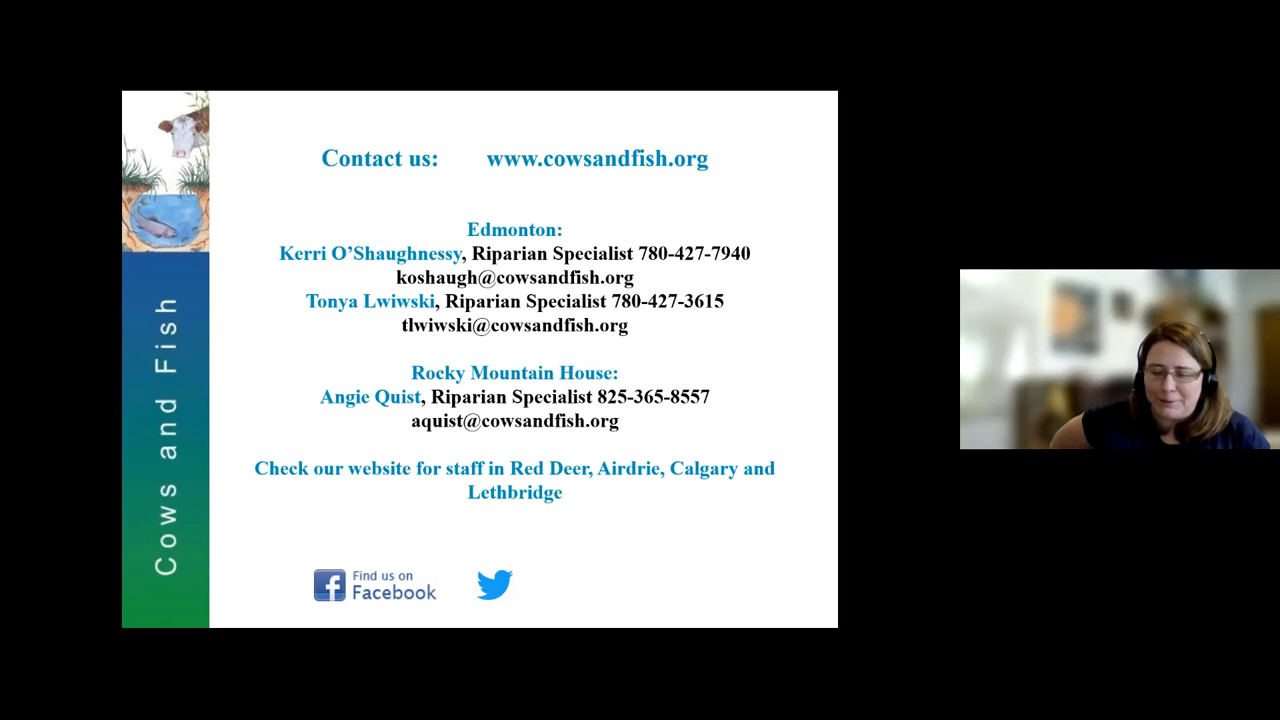 Contact us: www.cowsandfish.org
Edmonton:
Kerri O’Shaughnessy, Riparian Specialist 780-427-7940
koshaugh@cowsandfish.org
Tonya Lwiwski, Riparian Specialist 780-427-3615
tlwiwski@cowsandfish.org
Rocky Mountain House:
Angie Quist, Riparian Specialist 825-365-8557
aquist@cowsandfish.org
Check our website for staff in Red Deer, Airdrie, Calgary and
Lethbridge
Find us on
Facebook
Cows and Fish